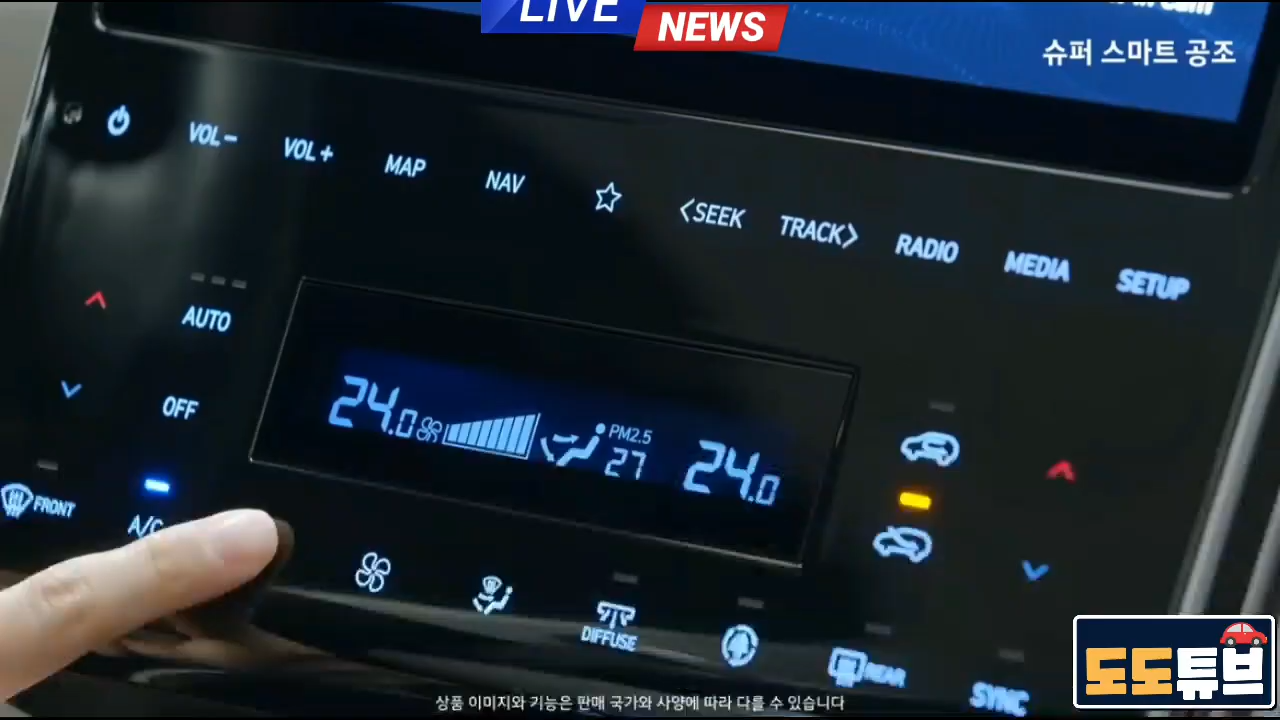 LIVE
NEWS
슈퍼 스마트 공조
VOL−
VOL+
MAP
NAV
<SEEK
TRACK>
RADIO
MEDIA
SETUP
AUTO
OFF
24.0
PM2.5
27
24.0
FRONT
A/C
DIFFUSE
REAR
SYNC
도도튜브
상품 이미지와 기능은 판매 국가와 사양에 따라 다를 수 있습니다